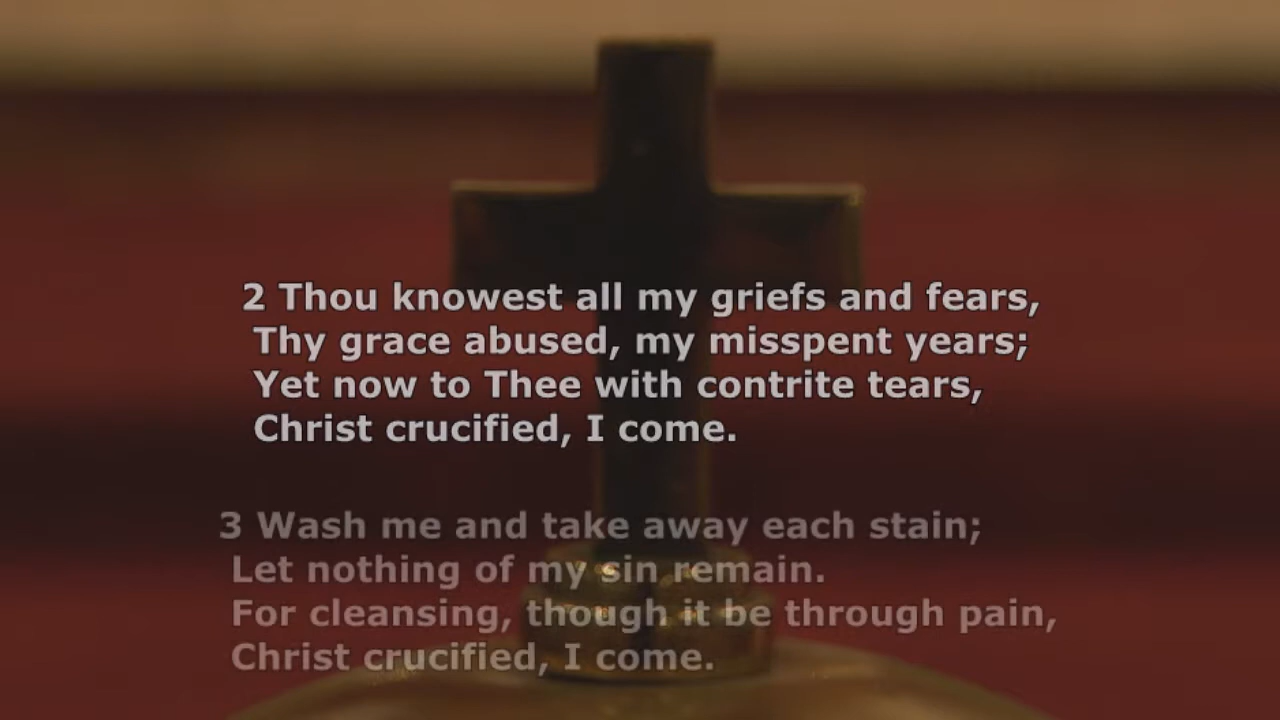 2 Thou knowest all my griefs and fears,
Thy grace abused, my misspent years;
Yet now to Thee with contrite tears,
Christ crucified, I come.
3 Wash me and take away each stain;
Let nothing of my sin remain.
For cleansing, though it be through pain,
Christ crucified, I come.